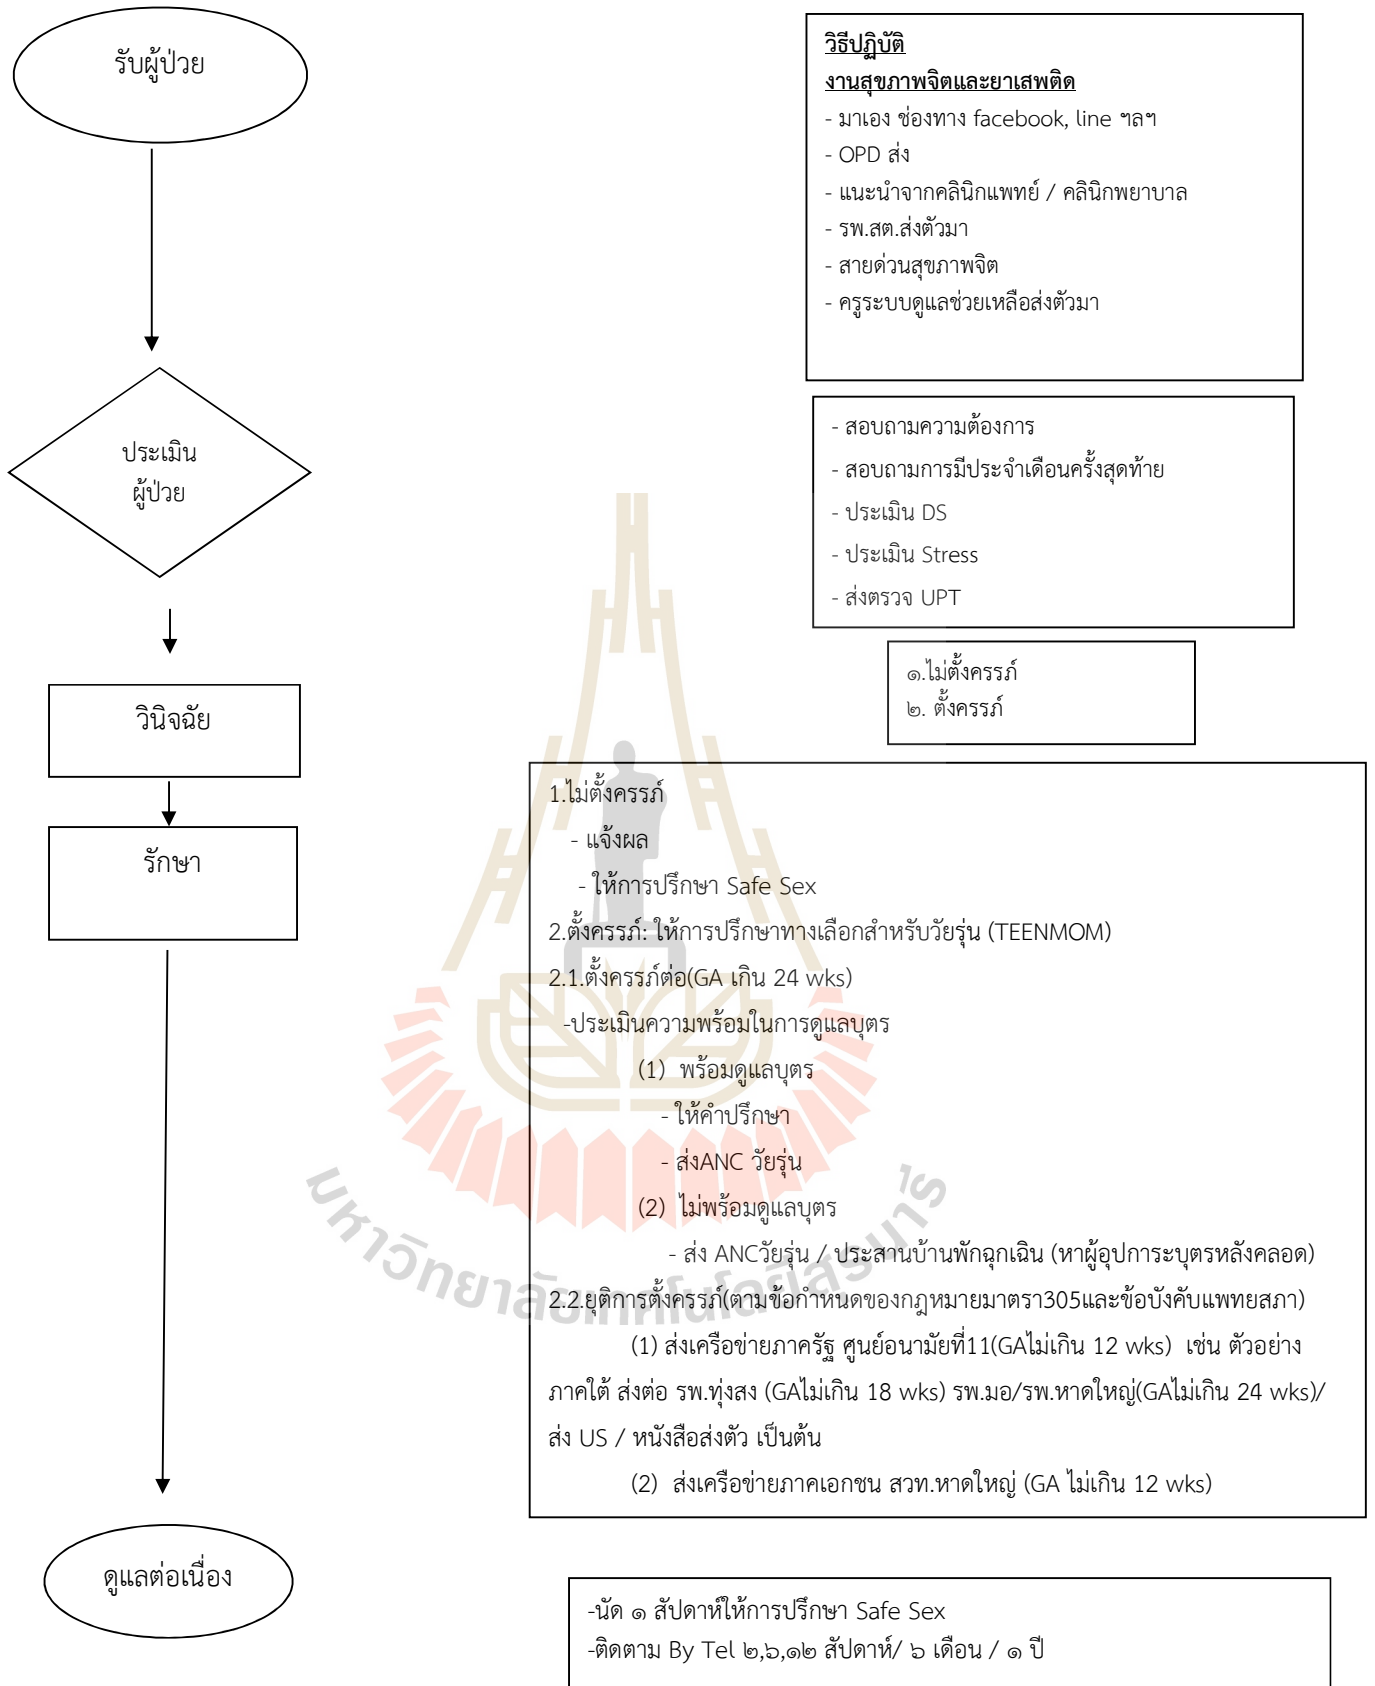 รับผู้ป่วย
วิธีปฏิบัติ
งานสุขภาพจิตและยาเสพติด
- มาเอง ช่องทาง facebook, line ฯลฯ
- OPD ส่ง
- แนะนำจากคลินิกแพทย์ / คลินิกพยาบาล
- รพ.สต.ส่งตัวมา
- สายด่วนสุขภาพจิต
- ครูระบบดูแลช่วยเหลือส่งตัวมา
ประเมิน
ผู้ป่วย
- สอบถามความต้องการ
- สอบถามการมีประจำเดือนครั้งสุดท้าย
- ประเมิน DS
- ประเมิน Stress
- ส่งตรวจ UPT
วินิจฉัย
๑.ไม่ตั้งครรภ์
๒. ตั้งครรภ์
รักษา
1.ไม่ตั้งครรภ์
- แจ้งผล
- ให้การปรึกษา Safe Sex
2.ตั้งครรภ์: ให้การปรึกษาทางเลือกสำหรับวัยรุ่น (TEENMOM)
2.1.ตั้งครรภ์ต่อ(GA เกิน 24 wks)
-ประเมินความพร้อมในการดูแลบุตร
(1) พร้อมดูแลบุตร
- ให้คำปรึกษา
- ส่งANC วัยรุ่น
(2) ไม่พร้อมดูแลบุตร
- ส่ง ANCวัยรุ่น / ประสานบ้านพักฉุกเฉิน (หาผู้อุปการะบุตรหลังคลอด)
2.2.ยุติการตั้งครรภ์(ตามข้อกำหนดของกฎหมายมาตรา305และข้อบังคับแพทยสภา)
(1) ส่งเครือข่ายภาครัฐ ศูนย์อนามัยที่11(GAไม่เกิน 12 wks) เช่น ตัวอย่าง
ภาคใต้ ส่งต่อ รพ.ทุ่งสง (GAไม่เกิน 18 wks) รพ.มอ/รพ.หาดใหญ่(GAไม่เกิน 24 wks)/
ส่ง US / หนังสือส่งตัว เป็นต้น
(2) ส่งเครือข่ายภาคเอกชน สวท.หาดใหญ่ (GA ไม่เกิน 12 wks)
มหาวิทยาลัยเทคโนโลยีสุรนารี
ดูแลต่อเนื่อง
-นัด ๑ สัปดาห์ให้การปรึกษา Safe Sex
-ติดตาม By Tel ๒,๖,๑๒ สัปดาห์/ ๖ เดือน / ๑ ปี